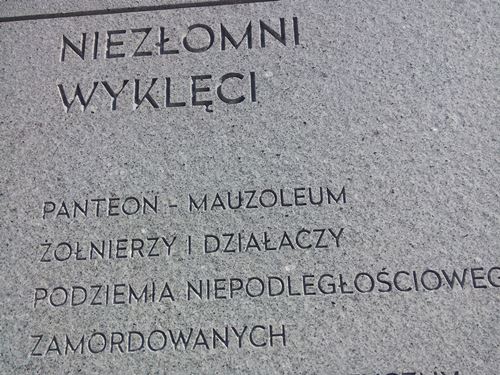 NIEZŁOMNI
WYKLĘCI
PANTEON - MAUZOLEUM
ŻOŁNIERZY I DZIAŁACZY
PODZIEMIA NIEPODLEGŁOŚCIOWEG
ZAMORDOWANYCH